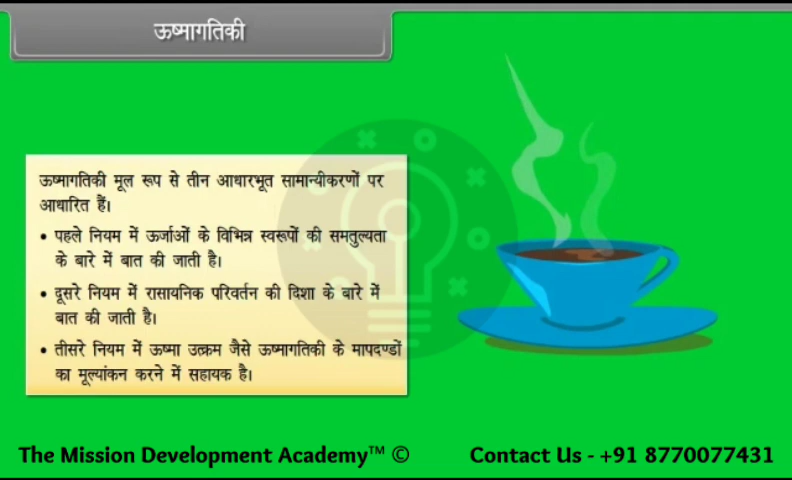 ऊष्मागतिकी
ऊष्मागतिकी मूल रूप से तीन आधारभूत सामान्यीकरणों पर
आधारित हैं।
• पहले नियम में ऊर्जाओं के विभिन्न स्वरूपों की समतुल्यता
के बारे में बात की जाती है।
• दूसरे नियम में रासायनिक परिवर्तन की दिशा के बारे में
बात की जाती है।
• तीसरे नियम में ऊष्मा उत्क्रम जैसे ऊष्मागतिकी के मापदण्डों
का मूल्यांकन करने में सहायक है।
The Mission Development Academy™ © Contact Us - +91 8770077431